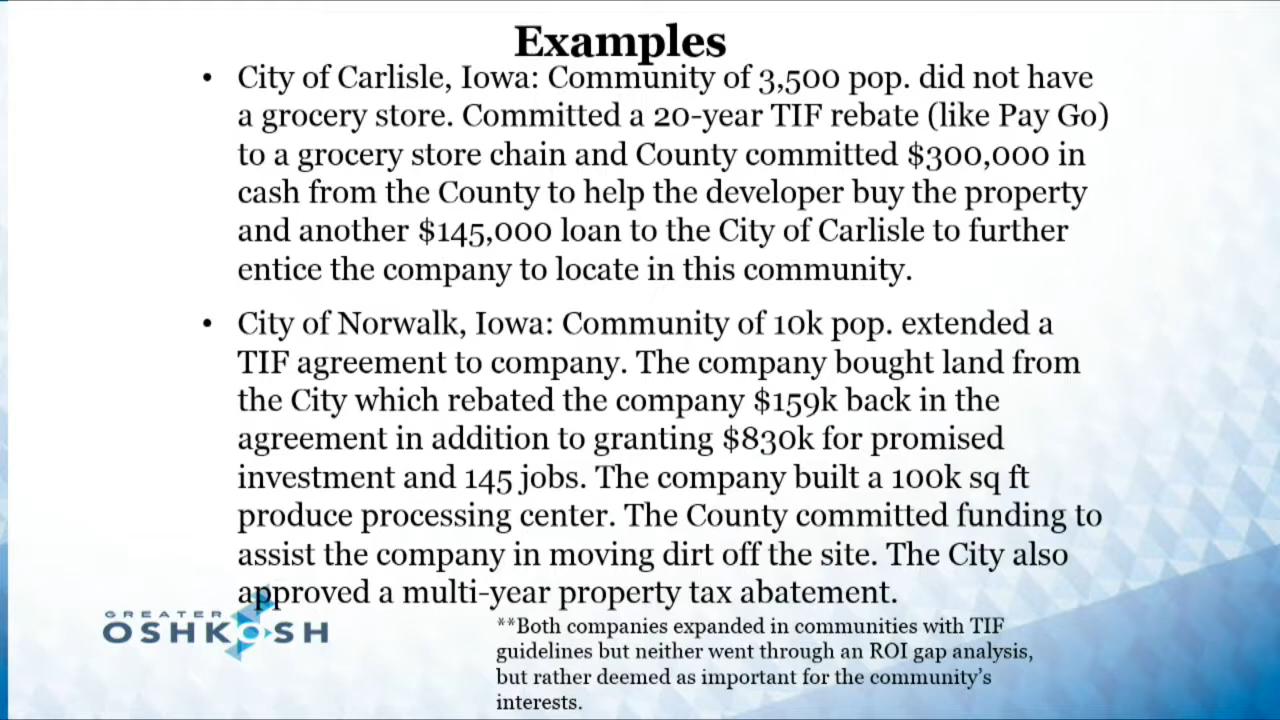 Examples
• City of Carlisle, Iowa: Community of 3,500 pop. did not have
a grocery store. Committed a 20-year TIF rebate (like Pay Go)
to a grocery store chain and County committed $300,000 in
cash from the County to help the developer buy the property
and another $145,000 loan to the City of Carlisle to further
entice the company to locate in this community.
• City of Norwalk, Iowa: Community of 10k pop. extended a
TIF agreement to company. The company bought land from
the City which rebated the company $159k back in the
agreement in addition to granting $830k for promised
investment and 145 jobs. The company built a 100k sq ft
produce processing center. The County committed funding to
assist the company in moving dirt off the site. The City also
approved a multi-year property tax abatement.
GREATER
OSHKOSH
**Both companies expanded in communities with TIF
guidelines but neither went through an ROI gap analysis,
but rather deemed as important for the community's
interests.